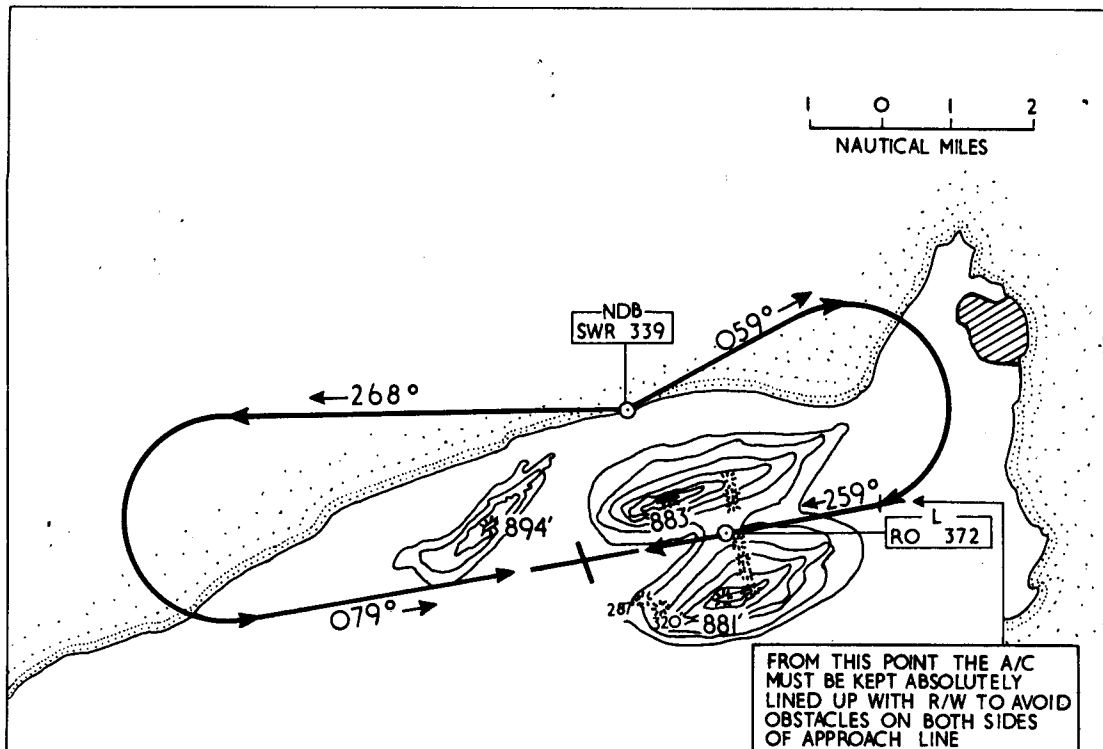 1 0 1 2
NAUTICAL MILES
NDB
SWR 339
059°
268°
259°
L
RO 372
883'
894'
079°
287'
320'
881'
FROM THIS POINT THE A/C
MUST BE KEPT ABSOLUTELY
LINED UP WITH R/W TO AVOID
OBSTACLES ON BOTH SIDES
OF APPROACH LINE